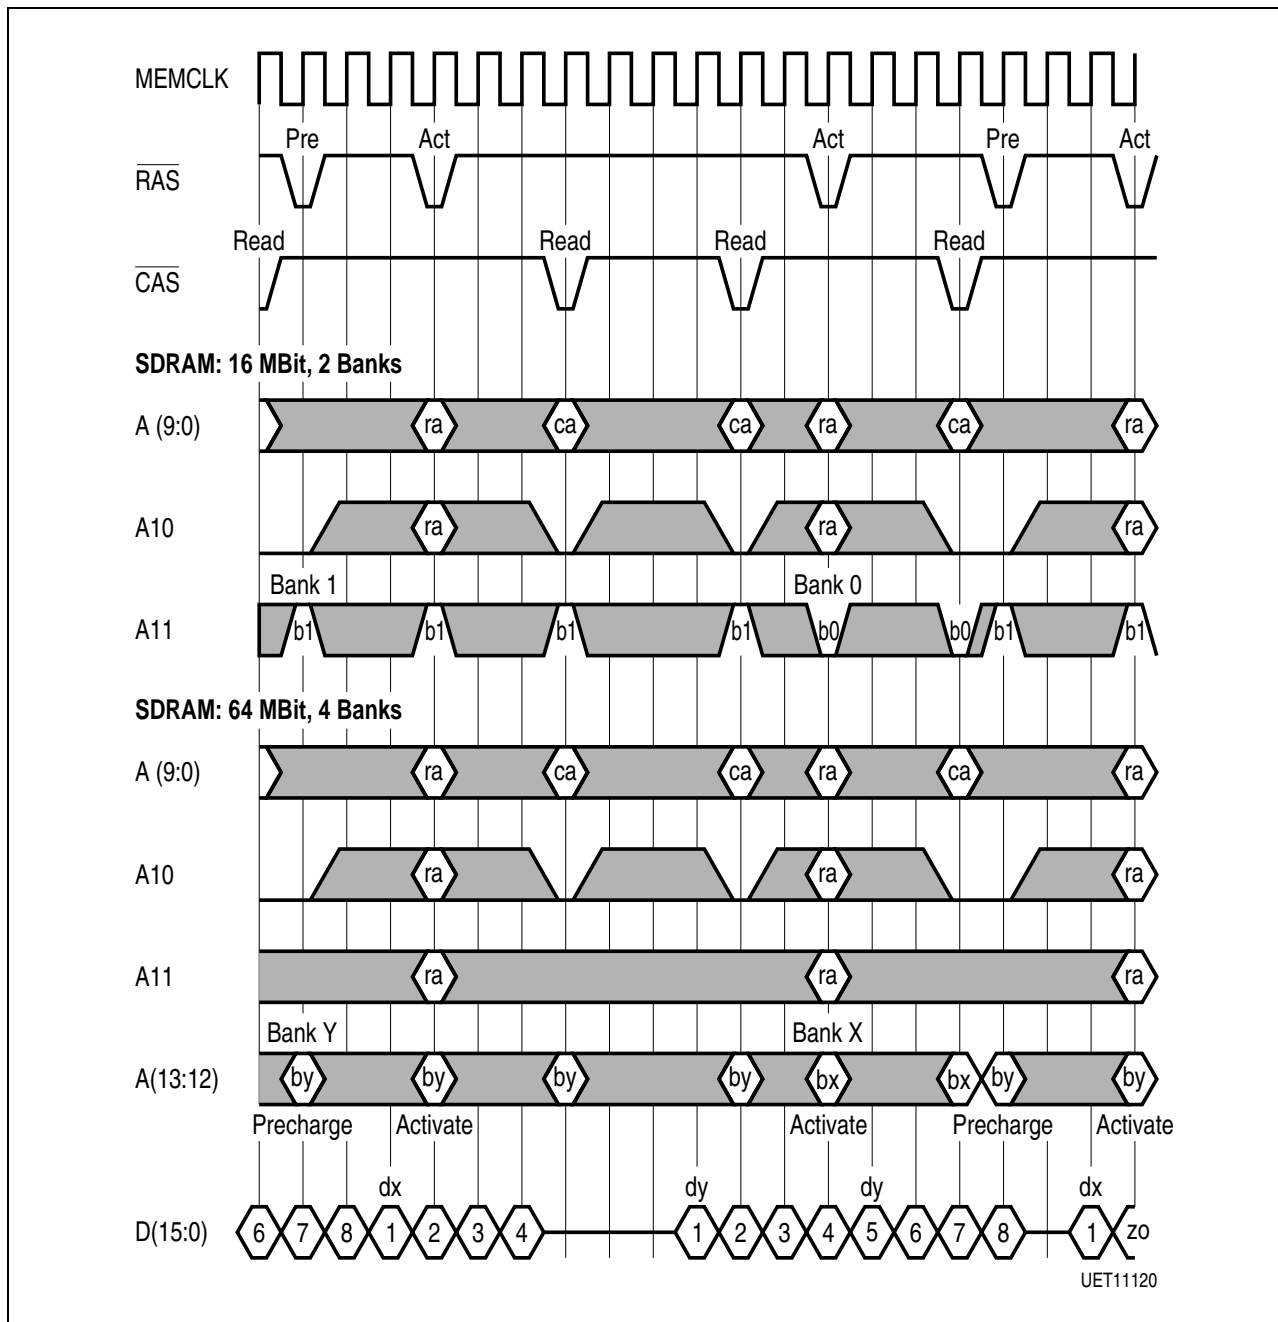 MEMCLK
Pre Act Act Pre Act
RAS
Read Read Read Read
CAS
SDRAM: 16 MBit, 2 Banks
A (9:0) ra ca ca ra ca ra
A10 ra ra ra
Bank 1 Bank 0
A11 b1 b1 b1 b1 b0 b0 b1 b1
SDRAM: 64 MBit, 4 Banks
A (9:0) ra ca ca ra ca ra
A10 ra ra ra
A11 ra ra ra
Bank Y Bank X
A(13:12) by by by by bx bx by by
Precharge Activate Activate Precharge Activate
dx dy dy dx
D(15:0) 6 7 8 1 2 3 4 1 2 3 4 5 6 7 8 1 zo
UET11120